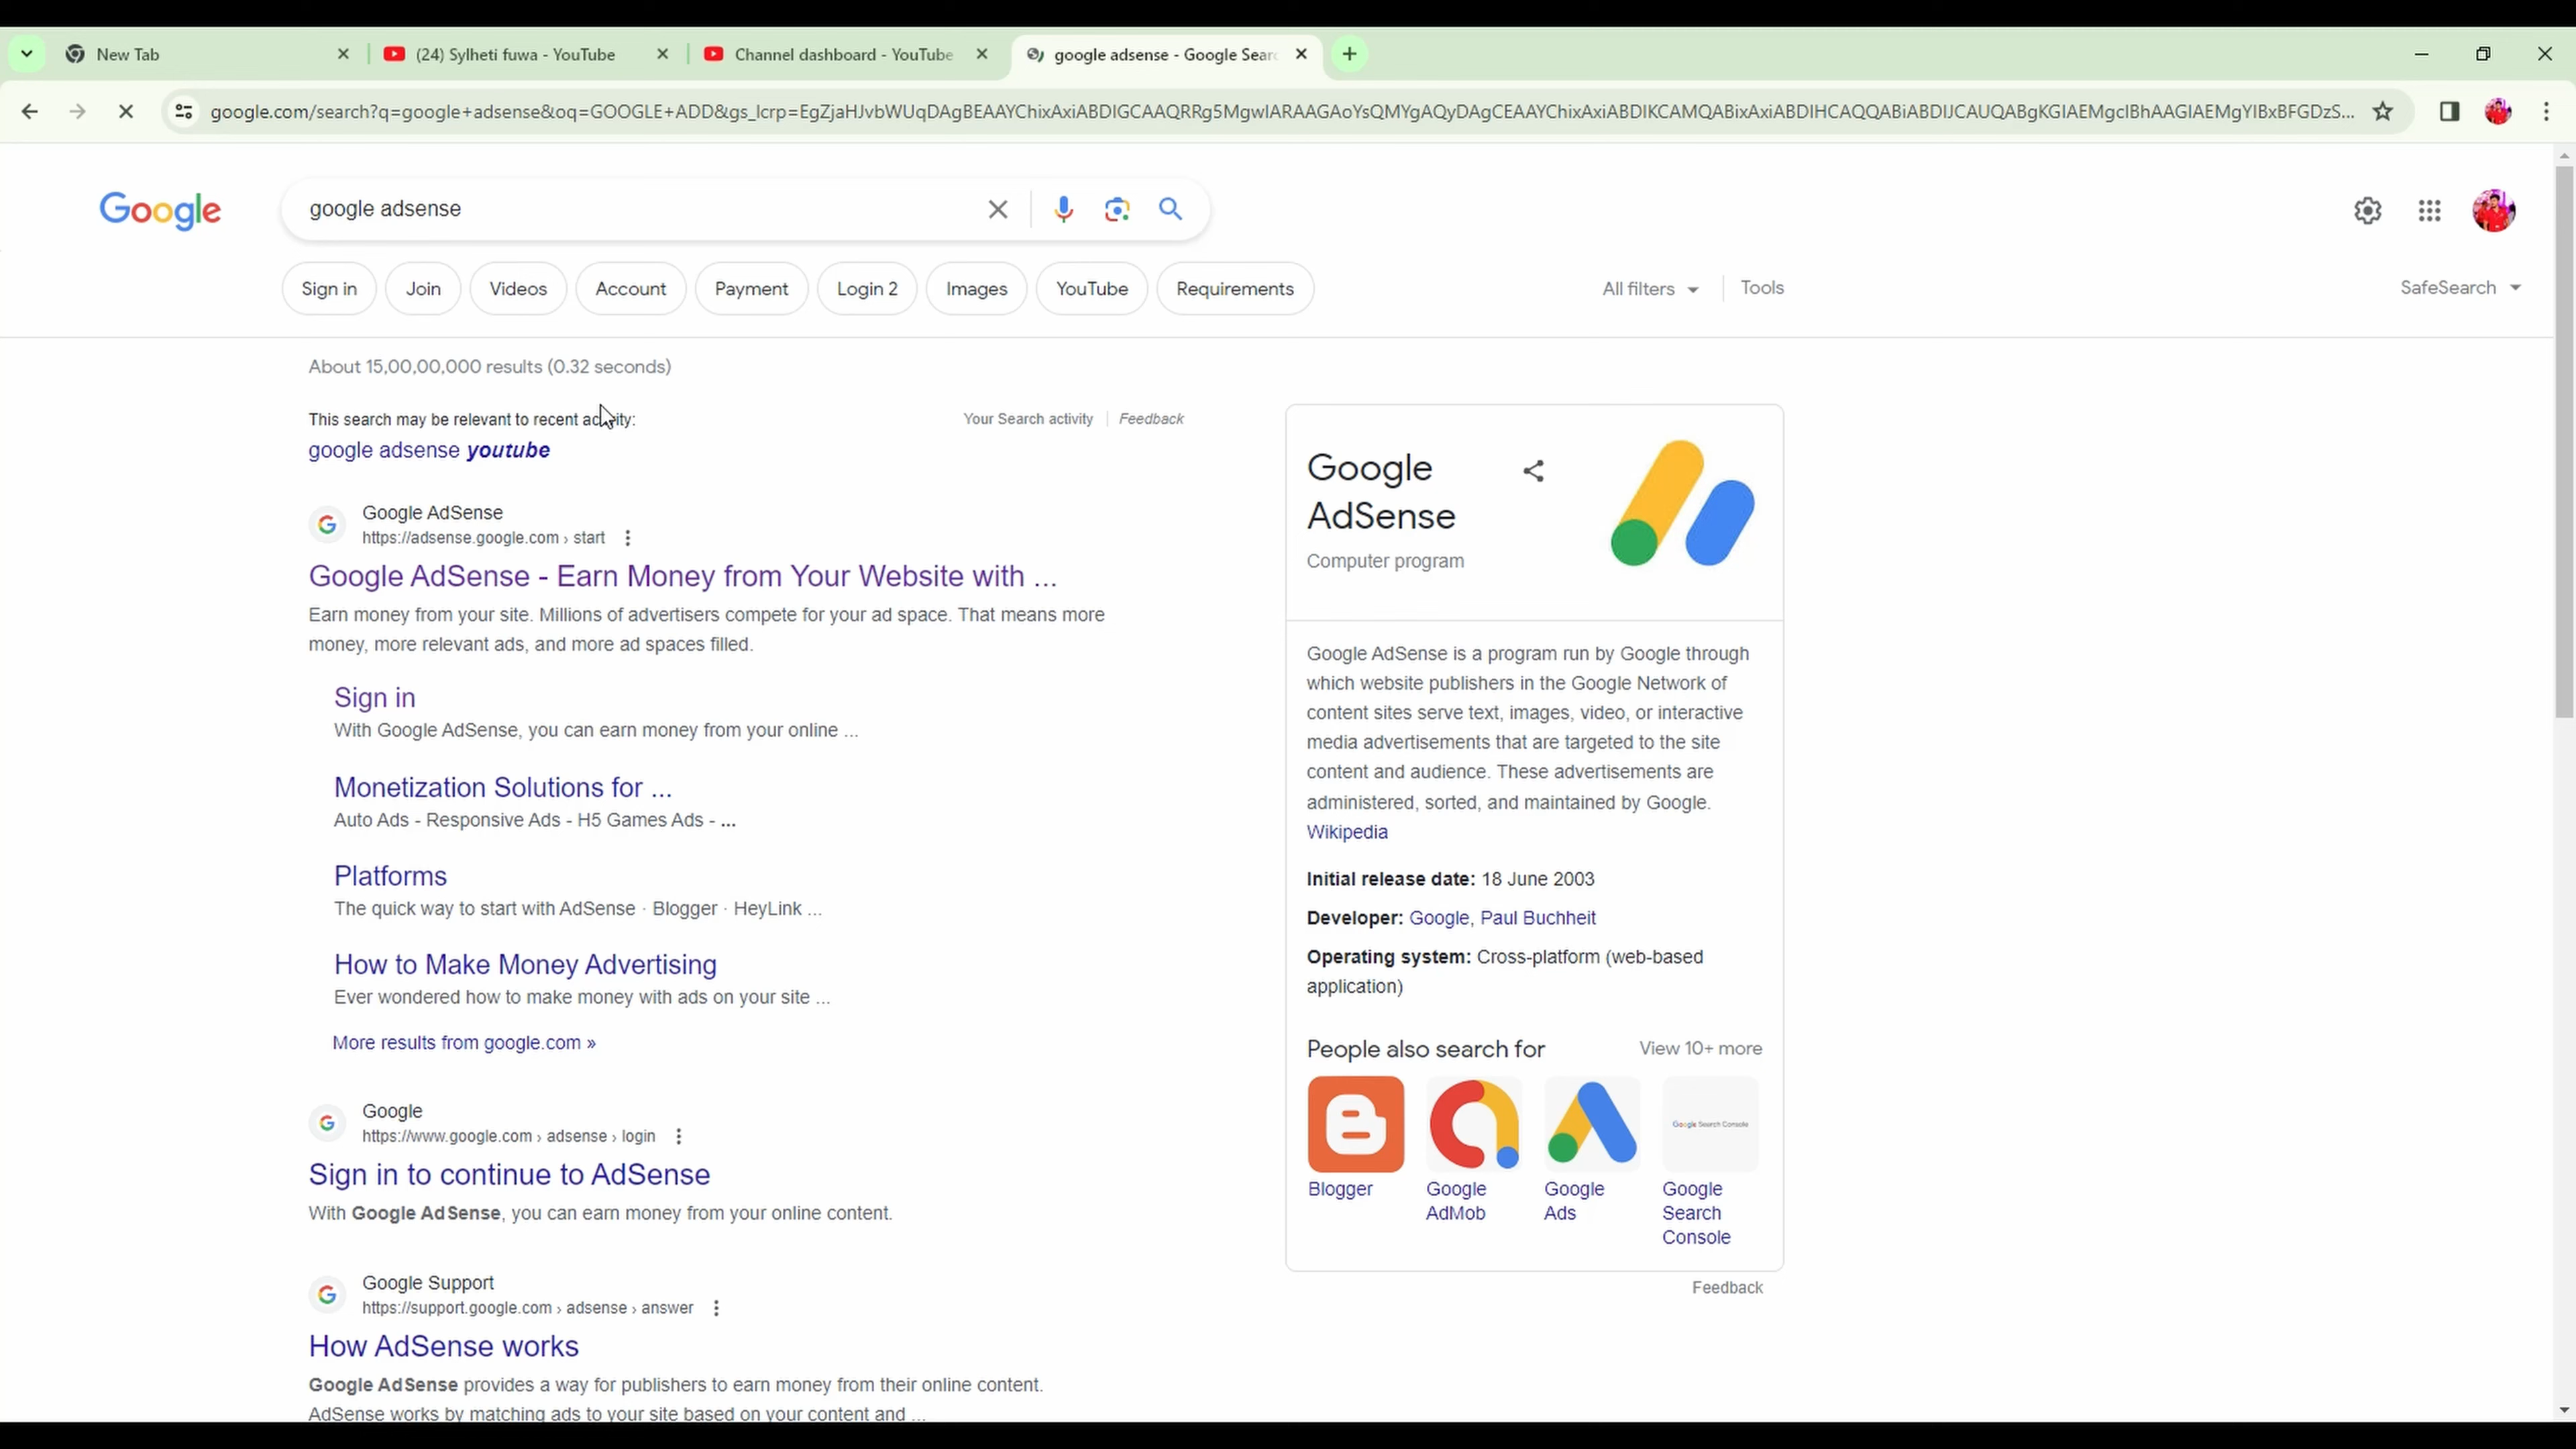 New Tab
(24) Sylheti fuwa - YouTube
Channel dashboard - YouTube
google adsense - Google Sear
google.com/search?q=google+adsense&oq=GOOGLE+ADD&gs_lcrp=
Google
google adsense
Sign in
Join
Videos
Account
Payment
Login 2
Images
YouTube
Requirements
All filters
Tools
SafeSearch
About 15,00,00,000 results (0.32 seconds)
This search may be relevant to recent activity:
Your Search activity
Feedback
google adsense youtube
Google AdSense
https://adsense.google.com › start
Google AdSense - Earn Money from Your Website with ...
Earn money from your site. Millions of advertisers compete for your ad space. That means more
money, more relevant ads, and more ad spaces filled.
Sign in
With Google AdSense, you can earn money from your online ...
Monetization Solutions for ...
Auto Ads - Responsive Ads - H5 Games Ads - ...
Platforms
The quick way to start with AdSense · Blogger · HeyLink ...
How to Make Money Advertising
Ever wondered how to make money with ads on your site ...
More results from google.com »
Google
https://www.google.com › adsense › login
Sign in to continue to AdSense
With Google AdSense, you can earn money from your online content.
Google Support
https://support.google.com › adsense › answer
How AdSense works
Google AdSense provides a way for publishers to earn money from their online content.
AdSense works by matching ads to your site based on your content and ...
Google
AdSense
Computer program
Google AdSense is a program run by Google through
which website publishers in the Google Network of
content sites serve text, images, video, or interactive
media advertisements that are targeted to the site
content and audience. These advertisements are
administered, sorted, and maintained by Google.
Wikipedia
Initial release date: 18 June 2003
Developer: Google, Paul Buchheit
Operating system: Cross-platform (web-based
application)
People also search for
View 10+ more
Google Search Console
Blogger
Google
AdMob
Google
Ads
Google
Search
Console
Feedback